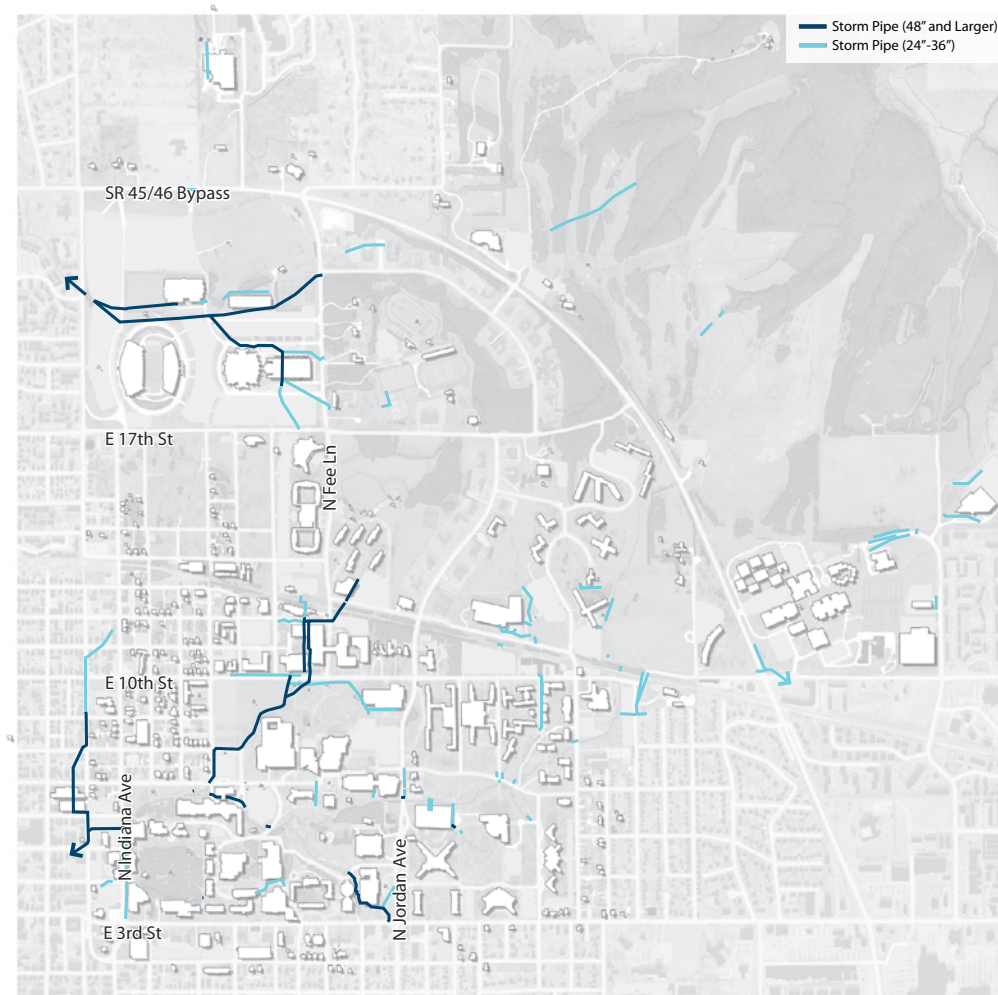 Storm Pipe (48” and Larger)
Storm Pipe (24”-36”)
SR 45/46 Bypass
E 17th St
N Fee Ln
E 10th St
N Indiana Ave
N Jordan Ave
E 3rd St